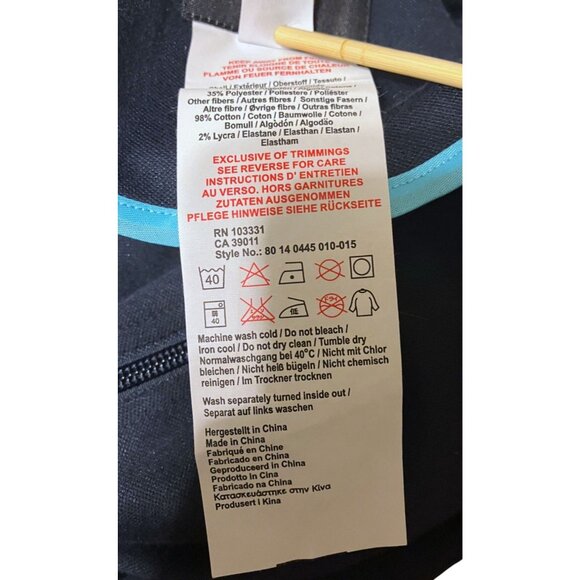 KEEP AWAY FROM
TENIR ELOIGNE DE
FLAMME OU SOURCE DE CHALEUR
VON FEUER FERNHALTEN
Shell / Extérieur / Oberstoff / Tessuto /
35% Polyester / Poliestere / Poliéster
Other fibers / Autres fibres / Sonstige Fasern /
Altre fibre / Øvrige fibre / Outras fibras
98% Cotton / Coton / Baumwolle / Cotone /
Bomull / Algòdón / Algodão
2% Lycra / Elastane / Elasthan / Elastan /
Elastham
EXCLUSIVE OF TRIMMINGS
SEE REVERSE FOR CARE
INSTRUCTIONS D' ENTRETIEN
AU VERSO. HORS GARNITURES
ZUTATEN AUSGENOMMEN
PFLEGE HINWEISE SIEHE RÜCKSEITE
RN 103331
CA 39011
Style No.: 80 14 0445 010-015
40
40 低
Machine wash cold / Do not bleach /
Iron cool / Do not dry clean / Tumble dry
Normalwaschgang bei 40°C / Nicht mit Chlor
bleichen / Nicht heiß bügeln / Nicht chemisch
reinigen / Im Trockner trocknen
Wash separately turned inside out /
Separat auf links waschen
Hergestellt in China
Made in China
Fabriqué en Chine
Fabricado en China
Geproduceerd in China
Prodotto in Cina
Fabricado na China
Κατασκευάστηκε στην Κίνα
Produsert i Kina